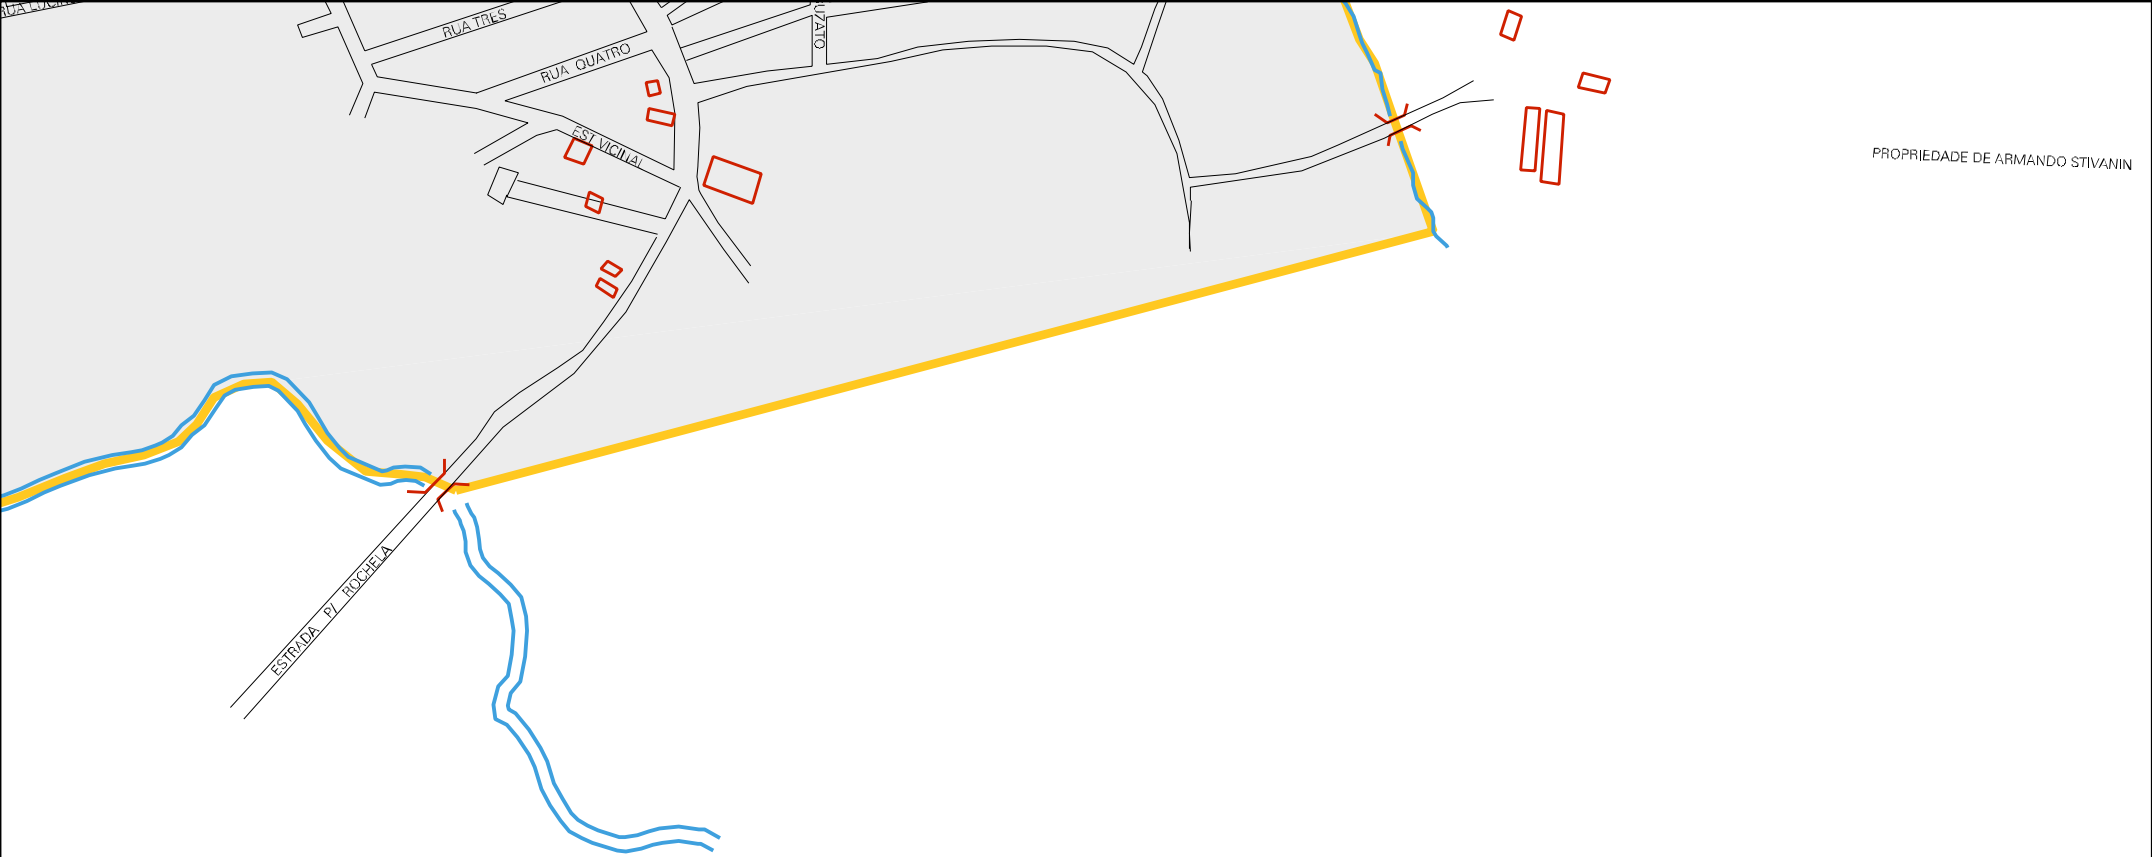 RUA TRES
RUA QUATRO
EST VICINAL
PROPRIEDADE DE ARMANDO STIVANIN
ESTRADA P/ ROCHELA